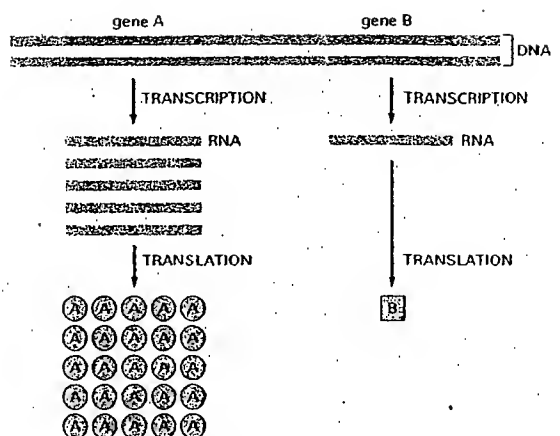 gene A gene B
DNA
TRANSCRIPTION TRANSCRIPTION
RNA RNA
TRANSLATION TRANSLATION
A A A A A B
A A A A A
A A A A A
A A A A A
A A A A A